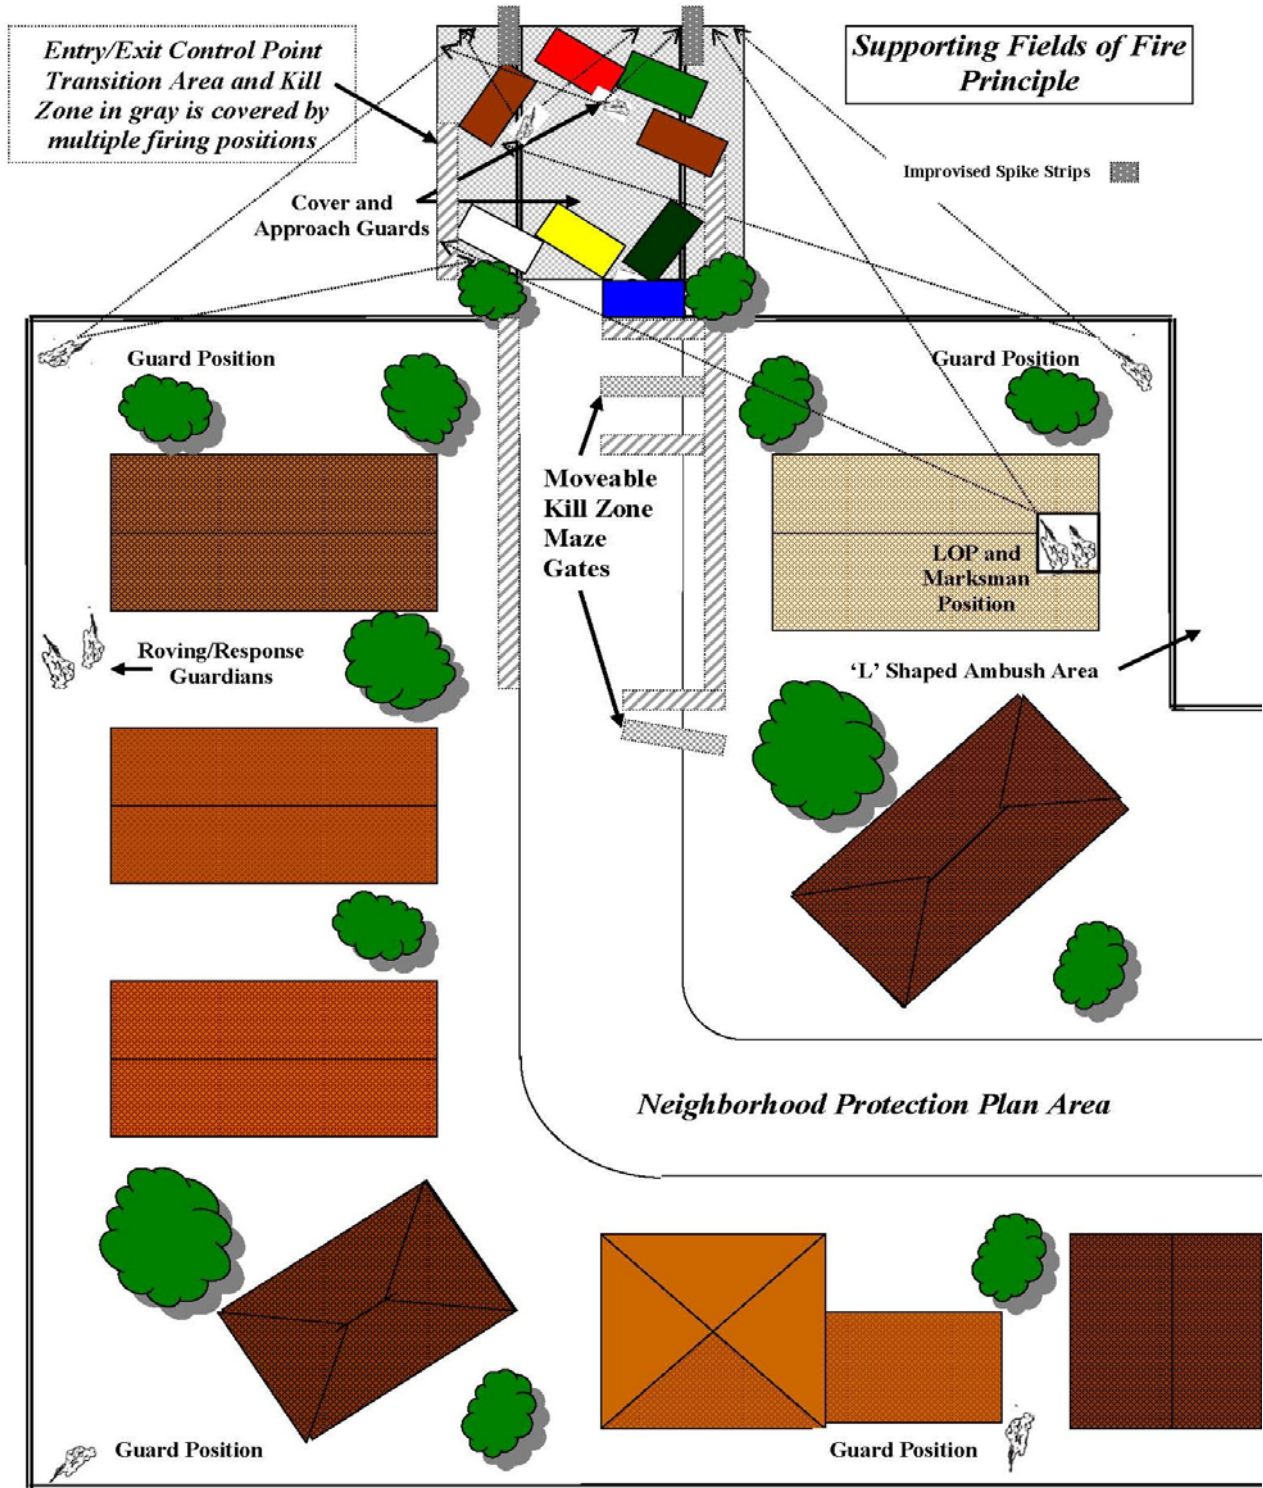 Entry/Exit Control Point
Transition Area and Kill
Zone in gray is covered by
multiple firing positions
Supporting Fields of Fire
Principle
Improvised Spike Strips
Cover and
Approach Guards
Guard Position
Guard Position
Moveable
Kill Zone
Maze
Gates
LOP and
Marksman
Position
Roving/Response
Guardians
‘L’ Shaped Ambush Area
Neighborhood Protection Plan Area
Guard Position
Guard Position